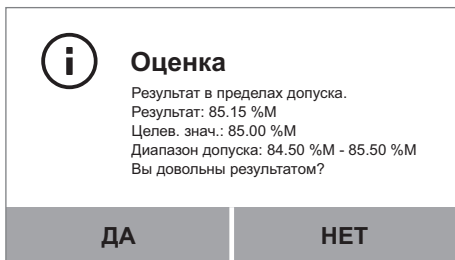 Оценка
Результат в пределах допуска.
Результат: 85.15 %М
Целев. знач.: 85.00 %М
Диапазон допуска: 84.50 %М - 85.50 %М
Вы довольны результатом?
ДА НЕТ